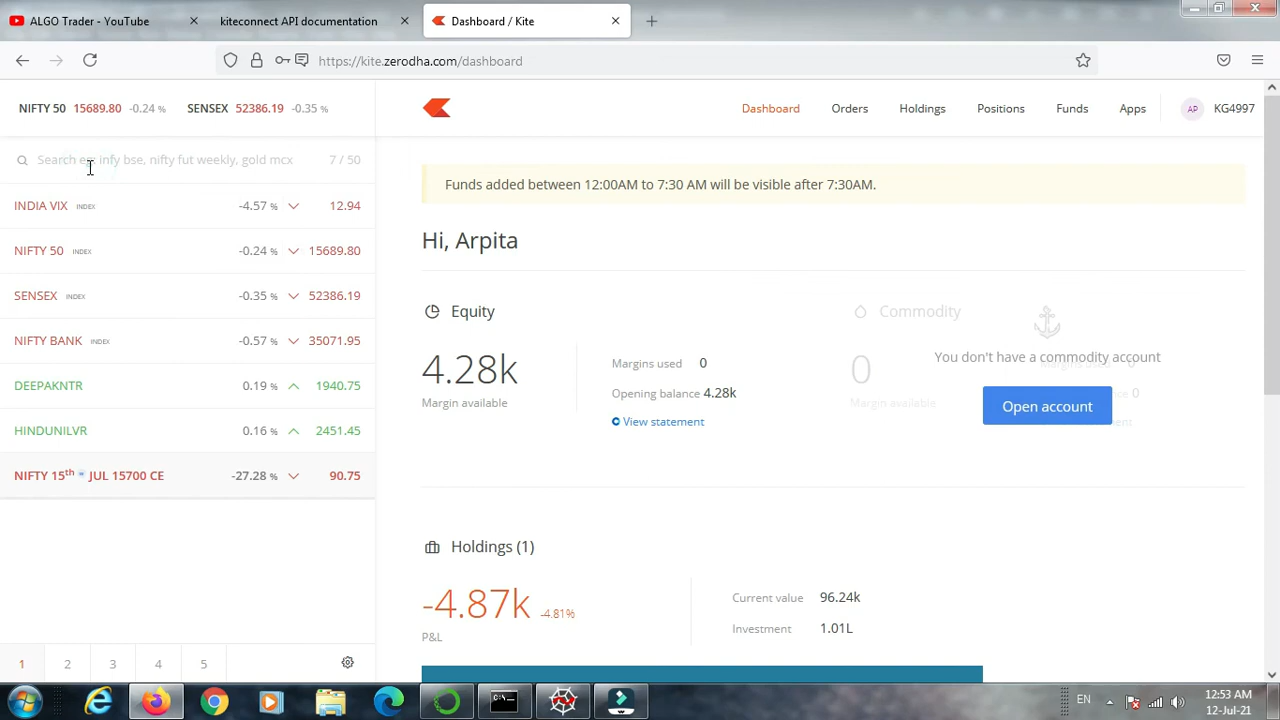 ALGO Trader - YouTube
kiteconnect API documentation
Dashboard / Kite
https://kite.zerodha.com/dashboard
NIFTY 50 15689.80 -0.24 % SENSEX 52386.19 -0.35 %
Dashboard Orders Holdings Positions Funds Apps AP KG4997
Search eg: infy bse, nifty fut weekly, gold mcx 7 / 50
INDIA VIX INDEX -4.57 % 12.94
NIFTY 50 INDEX -0.24 % 15689.80
SENSEX INDEX -0.35 % 52386.19
NIFTY BANK INDEX -0.57 % 35071.95
DEEPAKNTR 0.19 % 1940.75
HINDUNILVR 0.16 % 2451.45
NIFTY 15th w JUL 15700 CE -27.28 % 90.75
1 2 3 4 5
Funds added between 12:00AM to 7:30 AM will be visible after 7:30AM.
Hi, Arpita
Equity
4.28k
Margin available
Margins used 0
Opening balance 4.28k
View statement
Commodity
0
Margin available
You don't have a commodity account
Open account
Holdings (1)
-4.87k -4.81%
P&L
Current value 96.24k
Investment 1.01L
EN
12:53 AM
12-Jul-21